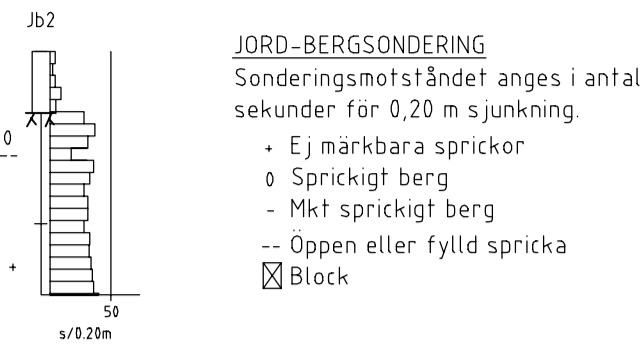 Jb2
0
--
+
50
s/0.20m
JORD-BERGSONDERING
Sonderingsmotståndet anges i antal
sekunder för 0,20 m sjunkning.
+ Ej märkbara sprickor
0 Sprickigt berg
- Mkt sprickigt berg
-- Öppen eller fylld spricka
Block